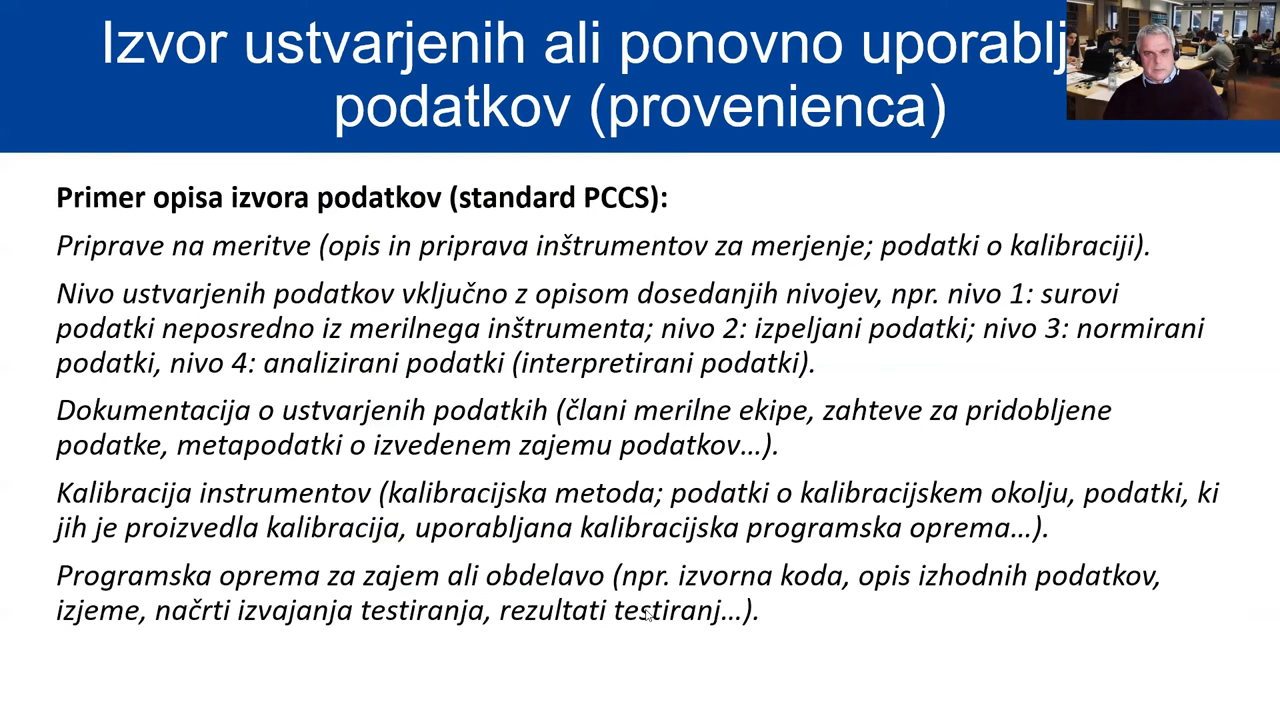 Izvor ustvarjenih ali ponovno
podatkov (provenienca)
Primer opisa izvora podatkov (standard PCCS):
Priprave na meritve (opis in priprava inštrumentov za merjenje; podatki o kalibraciji).
Nivo ustvarjenih podatkov vključno z opisom dosedanjih nivojev, npr. nivo 1: surovi
podatki neposredno iz merilnega inštrumenta; nivo 2: izpeljani podatki; nivo 3: normirani
podatki, nivo 4: analizirani podatki (interpretirani podatki).
Dokumentacija o ustvarjenih podatkih (člani merilne ekipe, zahteve za pridobljene
podatke, metapodatki o izvedenem zajemu podatkov…).
Kalibracija instrumentov (kalibracijska metoda; podatki o kalibracijskem okolju, podatki, ki
jih je proizvedla kalibracija, uporabljana kalibracijska programska oprema…).
Programska oprema za zajem ali obdelavo (npr. izvorna koda, opis izhodnih podatkov,
izjeme, načrti izvajanja testiranja, rezultati testiranj…).